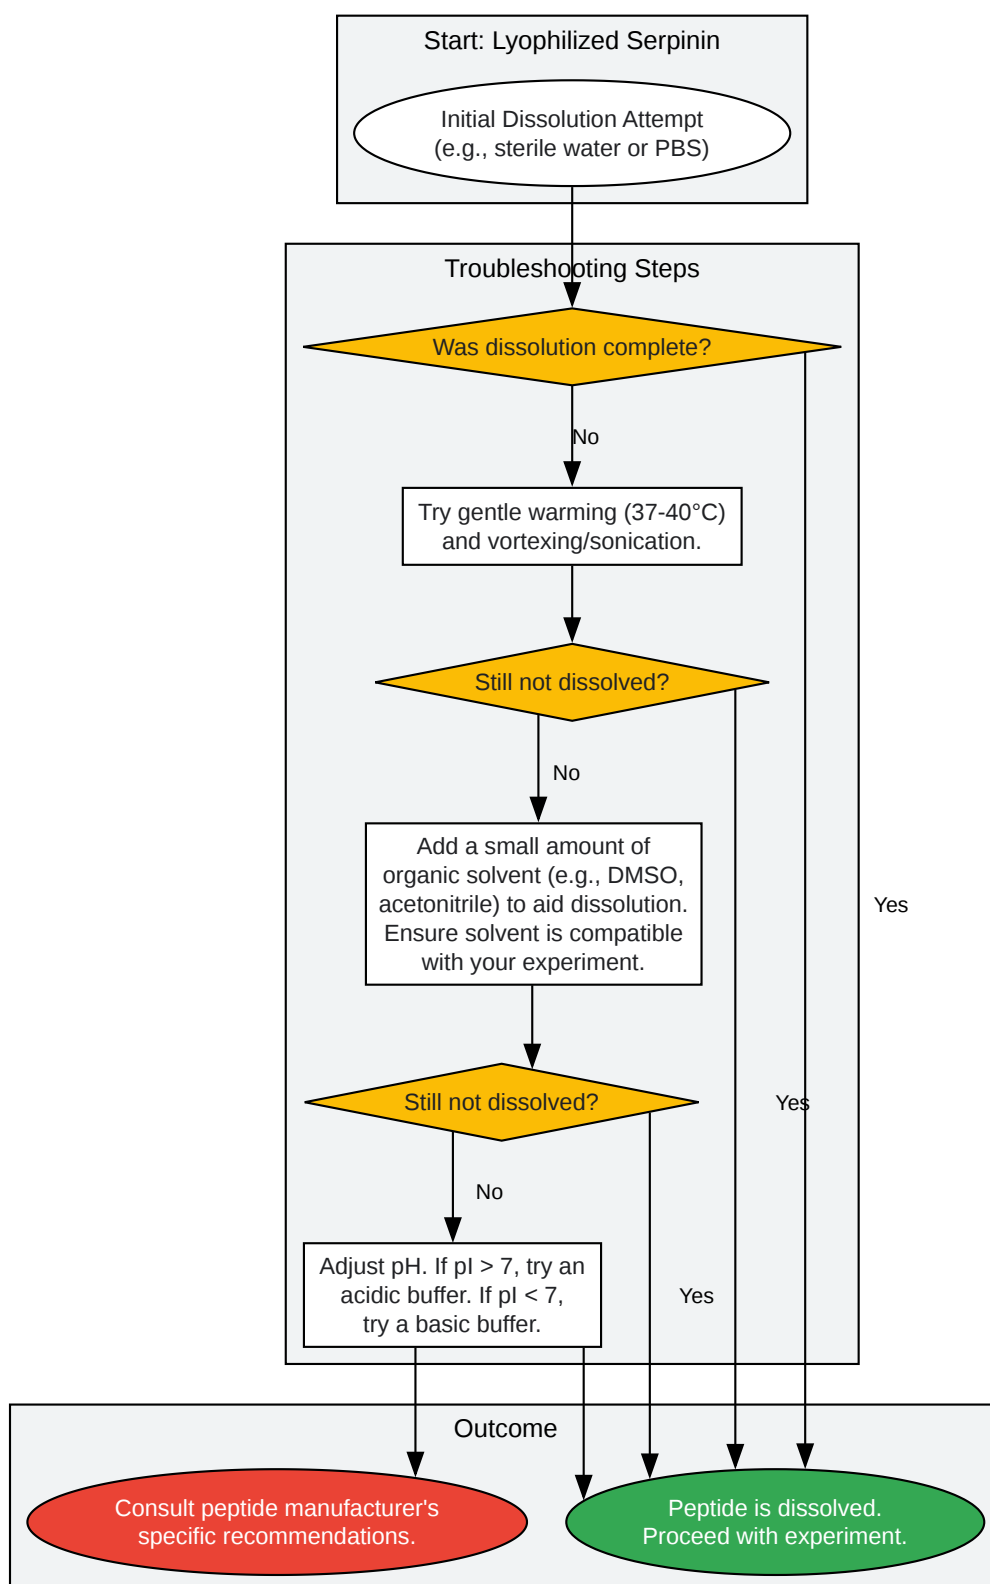 Start: Lyophilized Serpinin
Initial Dissolution Attempt
(e.g., sterile water or PBS)
Troubleshooting Steps
Was dissolution complete?
No
Try gentle warming (37-40°C)
and vortexing/sonication.
Still not dissolved?
No
Add a small amount of
organic solvent (e.g., DMSO,
acetonitrile) to aid dissolution.
Ensure solvent is compatible
with your experiment.
Yes
Still not dissolved?
Yes
No
Adjust pH. If pI > 7, try an
acidic buffer. If pI < 7,
try a basic buffer.
Yes
Outcome
Consult peptide manufacturer's
specific recommendations.
Peptide is dissolved.
Proceed with experiment.